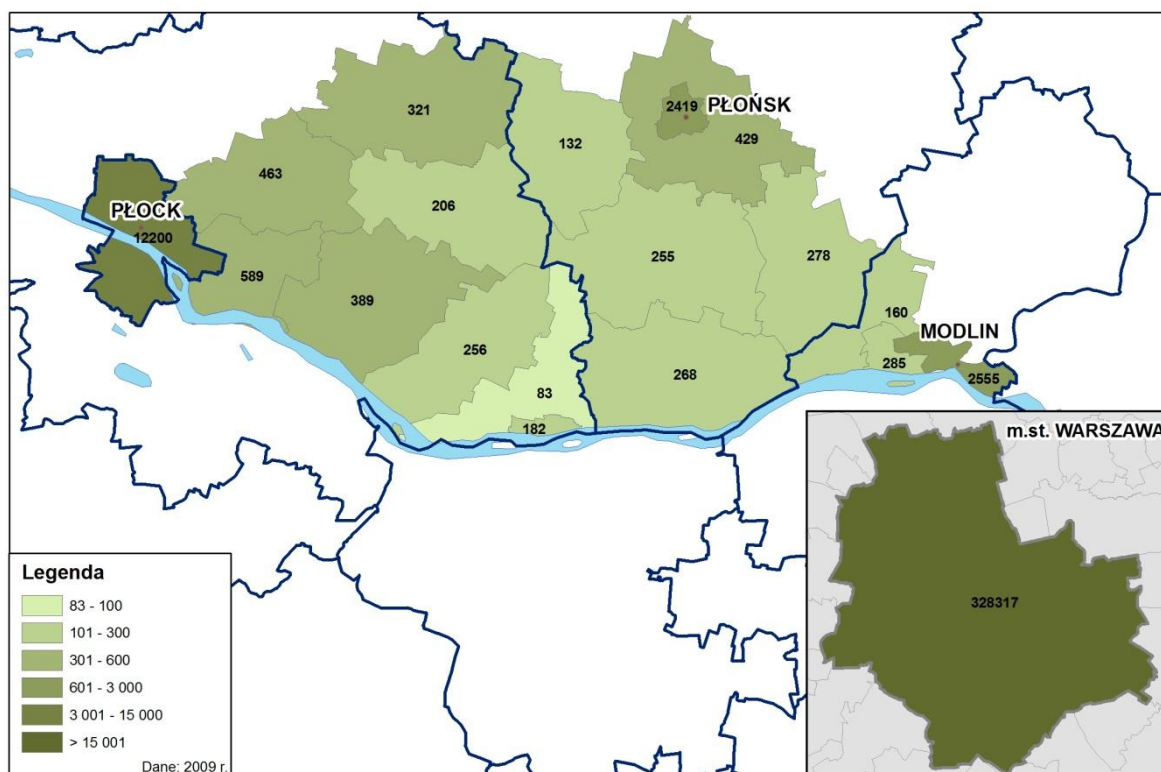 321
2419
PŁOŃSK
132
429
463
206
PŁOCK
12200
589
255
278
389
160
MODLIN
256
285
268
2555
83
182
m.st. WARSZAWA
328317
Legenda
83 - 100
101 - 300
301 - 600
601 - 3 000
3 001 - 15 000
> 15 001
Dane: 2009 r.